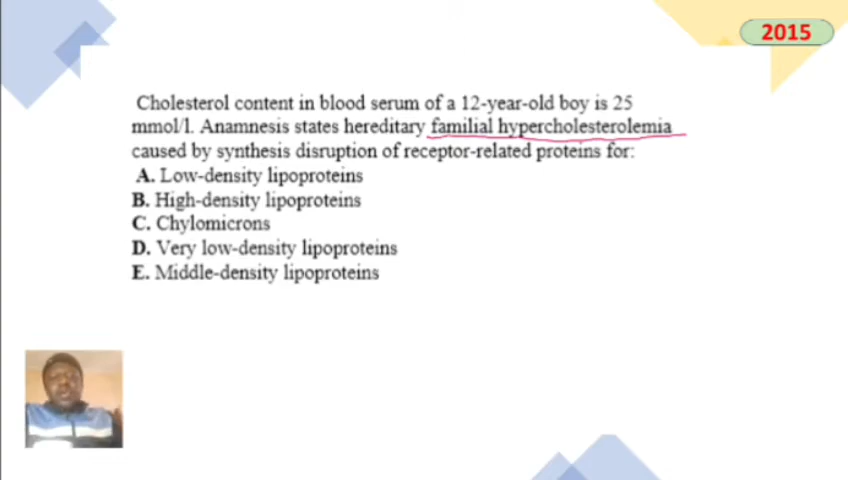 2015
Cholesterol content in blood serum of a 12-year-old boy is 25
mmol/l. Anamnesis states hereditary familial hypercholesterolemia
caused by synthesis disruption of receptor-related proteins for:
A. Low-density lipoproteins
B. High-density lipoproteins
C. Chylomicrons
D. Very low-density lipoproteins
E. Middle-density lipoproteins